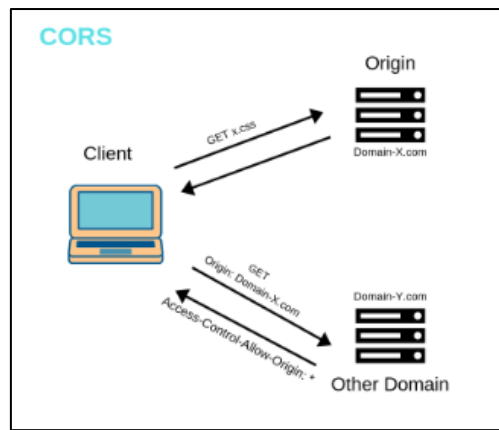 CORS
Origin
GET x.css
Domain-X.com
Client
GET
Origin: Domain-X.com
Access-Control-Allow-Origin: *
Domain-Y.com
Other Domain